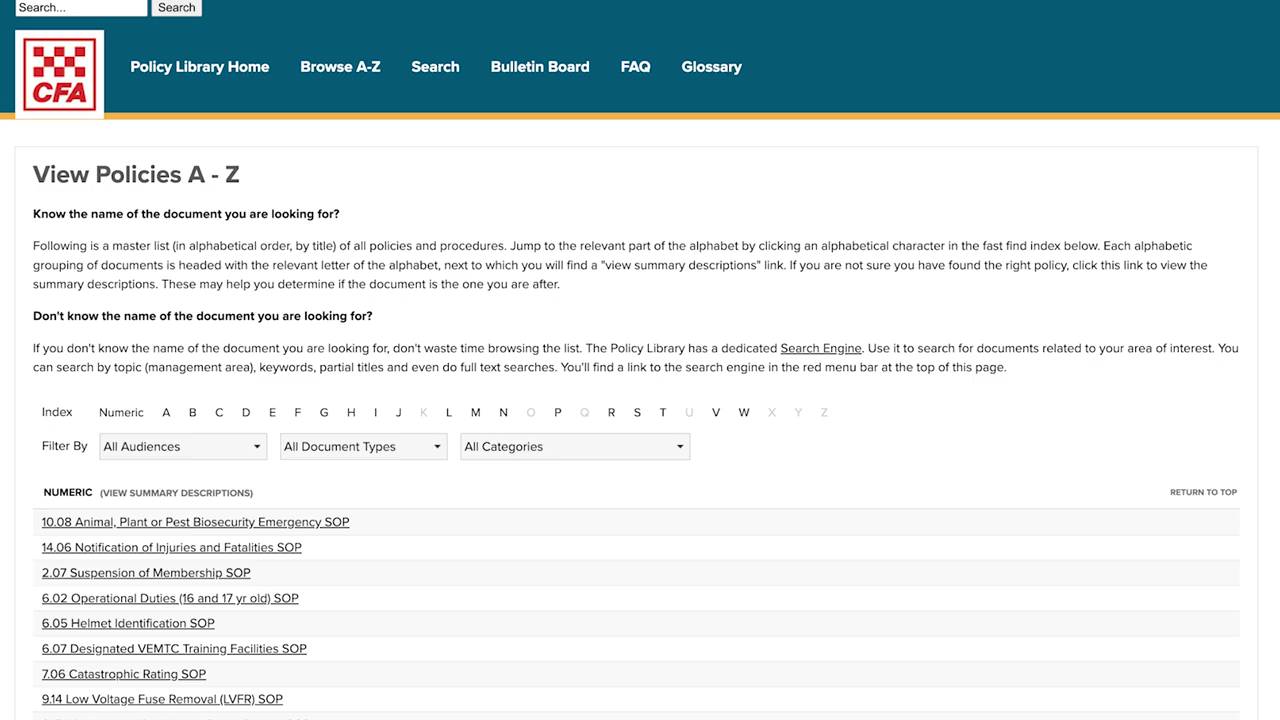 Search... Search
CFA
Policy Library Home Browse A-Z Search Bulletin Board FAQ Glossary
View Policies A - Z
Know the name of the document you are looking for?
Following is a master list (in alphabetical order, by title) of all policies and procedures. Jump to the relevant part of the alphabet by clicking an alphabetical character in the fast find index below. Each alphabetic
grouping of documents is headed with the relevant letter of the alphabet, next to which you will find a "view summary descriptions" link. If you are not sure you have found the right policy, click this link to view the
summary descriptions. These may help you determine if the document is the one you are after.
Don't know the name of the document you are looking for?
If you don't know the name of the document you are looking for, don't waste time browsing the list. The Policy Library has a dedicated Search Engine. Use it to search for documents related to your area of interest. You
can search by topic (management area), keywords, partial titles and even do full text searches. You'll find a link to the search engine in the red menu bar at the top of this page.
Index Numeric A B C D E F G H I J K L M N O P Q R S T U V W X Y Z
Filter By All Audiences All Document Types All Categories
NUMERIC (VIEW SUMMARY DESCRIPTIONS) RETURN TO TOP
10.08 Animal, Plant or Pest Biosecurity Emergency SOP
14.06 Notification of Injuries and Fatalities SOP
2.07 Suspension of Membership SOP
6.02 Operational Duties (16 and 17 yr old) SOP
6.05 Helmet Identification SOP
6.07 Designated VEMTC Training Facilities SOP
7.06 Catastrophic Rating SOP
9.14 Low Voltage Fuse Removal (LVFR) SOP